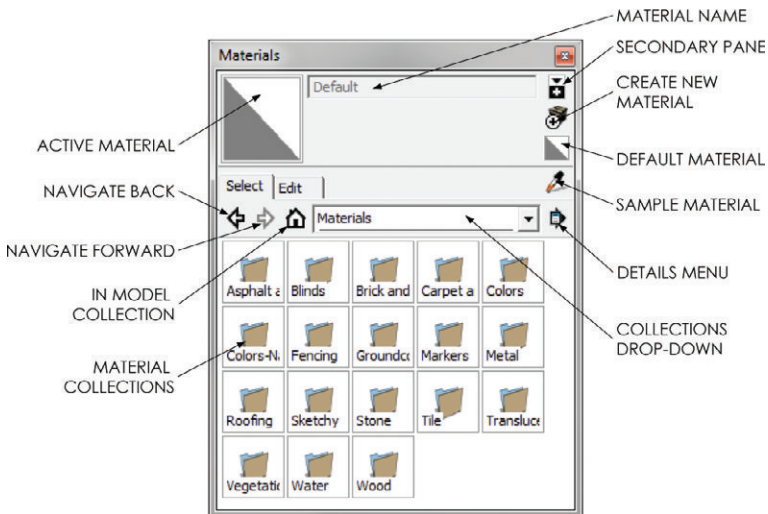 MATERIAL NAME
Materials
SECONDARY PANE
Default
CREATE NEW
MATERIAL
ACTIVE MATERIAL
DEFAULT MATERIAL
Select
Edit
NAVIGATE BACK
SAMPLE MATERIAL
Materials
NAVIGATE FORWARD
DETAILS MENU
IN MODEL
COLLECTION
Asphalt a
Blinds
Brick and
Carpet a
Colors
COLLECTIONS
DROP-DOWN
MATERIAL
COLLECTIONS
Colors-Na
Fencing
Groundco
Markers
Metal
Roofing
Sketchy
Stone
Tile
Transluce
Vegetatio
Water
Wood